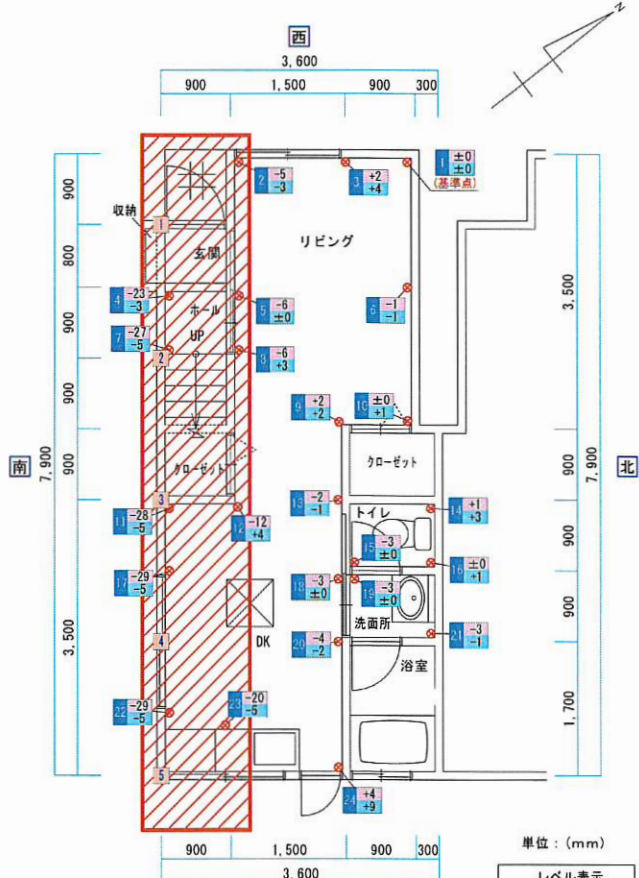 西
3,600
900 1,500 900 300
N
1 ±0 ±0
(基準点)
2 -5 -3
3 +2 +4
収納
1
玄関
リビング
4 -23 -3
ホール
5 -6 ±0
6 -1 -1
UP
7 -27 -5
2
8 -6 +3
9 +2 +2
10 ±0 +1
クローゼット
クローゼット
3
11 -28 -5
12 -12 +4
13 -2 -1
トイレ
14 +1 +3
15 -3 ±0
16 ±0 +1
17 -29 -5
18 -3 ±0
19 -3 ±0
洗面所
4
DK
20 -4 -2
21 -3 -1
浴室
22 -29 -5
23 -20 -5
5
24 +4 +9
南
7,900
900
800
900
900
900
3,500
北
7,900
3,500
900
900
900
1,700
900 1,500 900 300
3,600
単位：(mm)
レベル表示